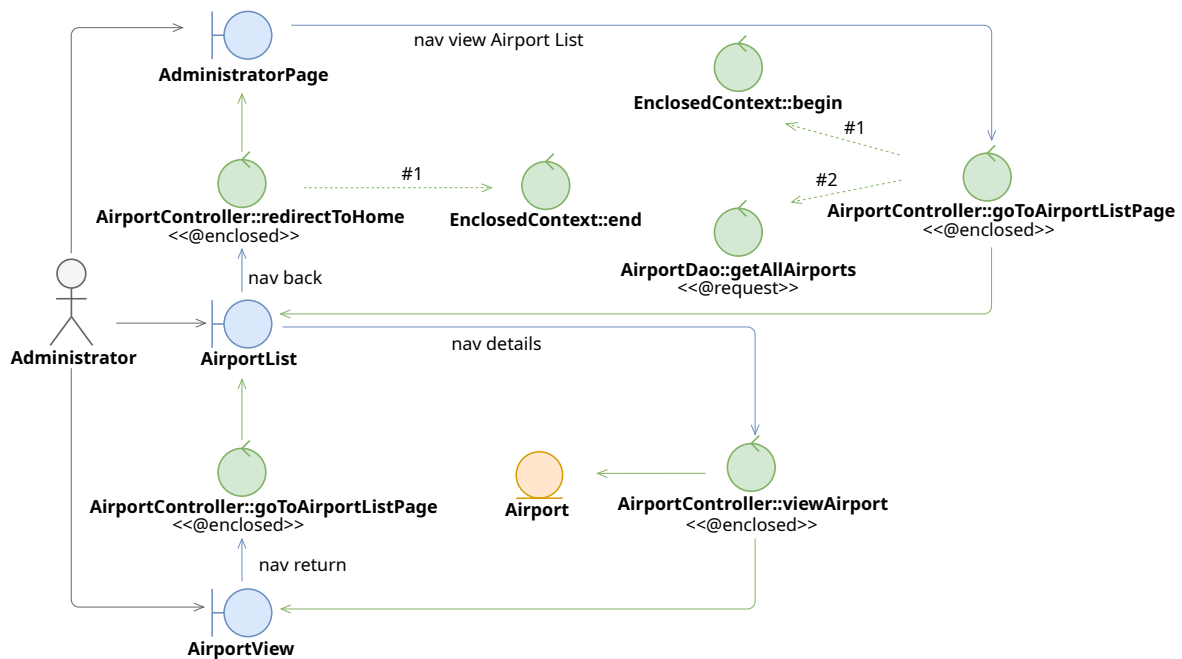 nav view Airport List
AdministratorPage
EnclosedContext::begin
#1
#1
#2
AirportController::redirectToHome
<<@enclosed>>
EnclosedContext::end
AirportController::goToAirportListPage
<<@enclosed>>
AirportDao::getAllAirports
<<@request>>
nav back
Administrator
AirportList
nav details
AirportController::goToAirportListPage
<<@enclosed>>
Airport
AirportController::viewAirport
<<@enclosed>>
nav return
AirportView